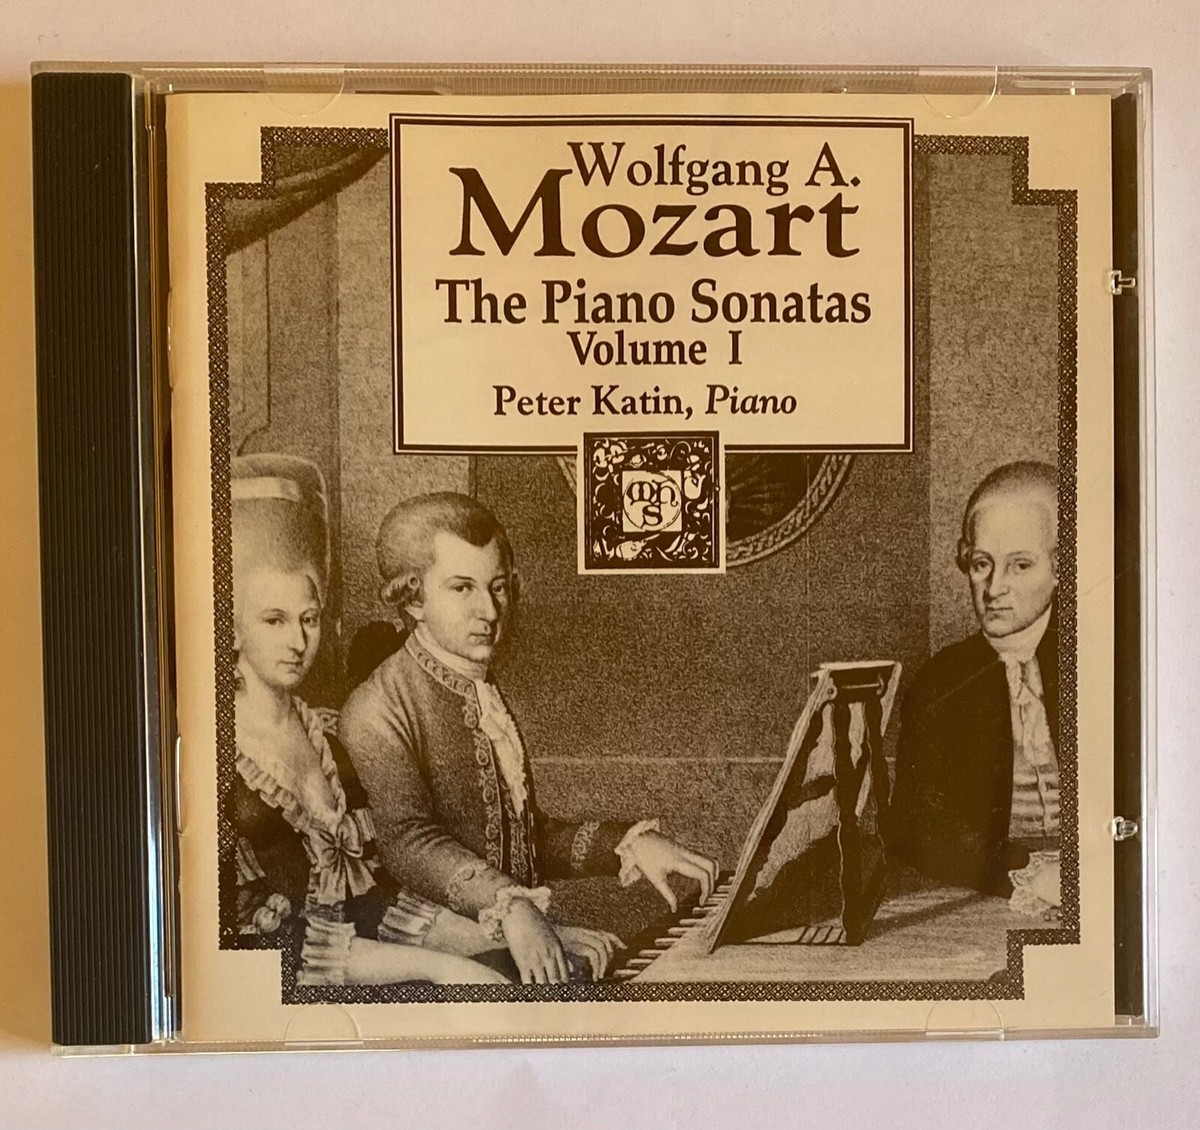 Wolfgang A.
Mozart
The Piano Sonatas
Volume I
Peter Katin, Piano
mhs